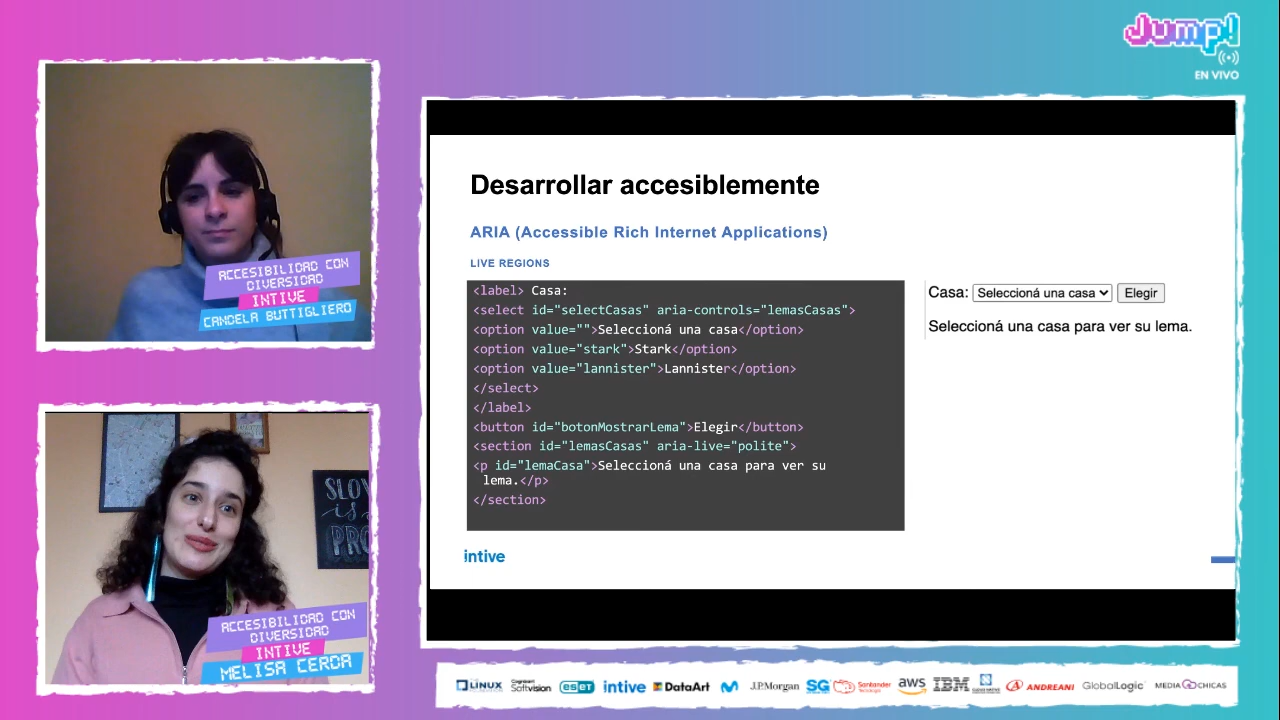 Jump!
EN VIVO
ACCESIBILIDAD CON
DIVERSIDAD
INTIVE
CANDELA BUTTIGLIERO
SLOW
is
PRO
ACCESIBILIDAD CON
DIVERSIDAD
INTIVE
MELISA CERDA
Desarrollar accesiblemente
ARIA (Accessible Rich Internet Applications)
LIVE REGIONS
<label> Casa:
<select id="selectCasas" aria-controls="lemasCasas">
<option value="">Seleccioná una casa</option>
<option value="stark">Stark</option>
<option value="lannister">Lannister</option>
</select>
</label>
<button id="botonMostrarLema">Elegir</button>
<section id="lemasCasas" aria-live="polite">
<p id="lemaCasa">Seleccioná una casa para ver su
lema.</p>
</section>
Casa: Seleccioná una casa Elegir
Seleccioná una casa para ver su lema.
intive
LINUX Cognizant Softvision eset intive DataArt J.P.Morgan SG Santander Tecnología aws IBM ANDREANI GlobalLogic MEDIA CHICAS